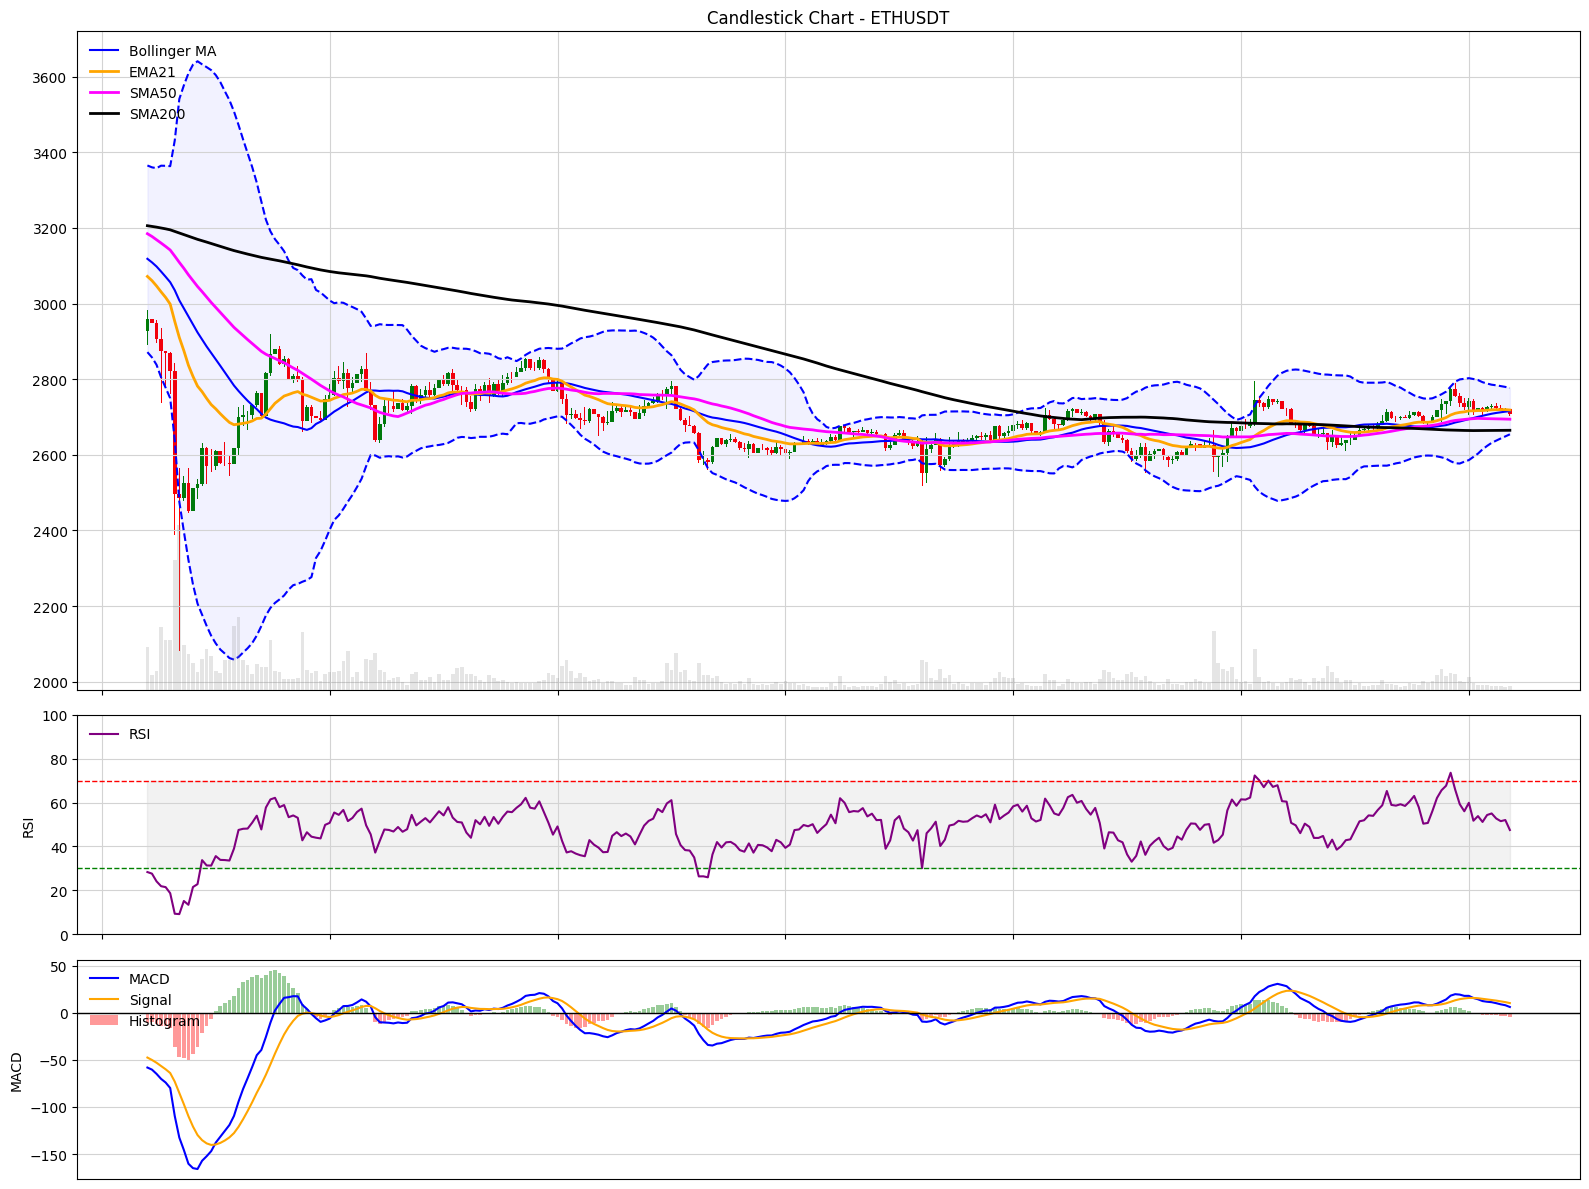 Candlestick Chart - ETHUSDT
Bollinger MA
EMA21
SMA50
SMA200
3600
3400
3200
3000
2800
2600
2400
2200
2000
RSI
RSI
100
80
60
40
20
0
MACD
Signal
Histogram
MACD
50
0
−50
−100
−150